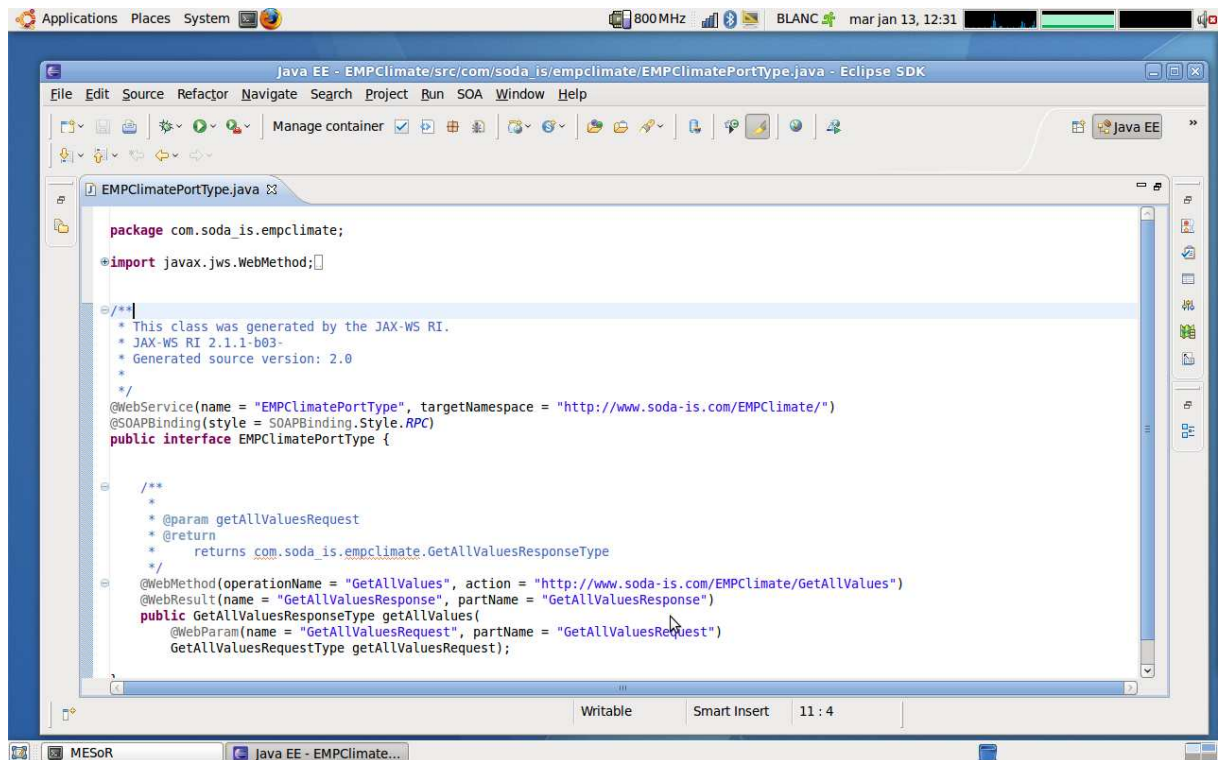 Applications Places System 800 MHz BLANC mar jan 13, 12:31
Java EE - EMPClimate/src/com/soda_is/empclimate/EMPClimatePortType.java - Eclipse SDK
File Edit Source Refactor Navigate Search Project Run SOA Window Help
Manage container Java EE »
EMPClimatePortType.java
package com.soda_is.empclimate;
import javax.jws.WebMethod;
/**
* This class was generated by the JAX-WS RI.
* JAX-WS RI 2.1.1-b03-
* Generated source version: 2.0
*
*/
@WebService(name = "EMPClimatePortType", targetNamespace = "http://www.soda-is.com/EMPClimate/")
@SOAPBinding(style = SOAPBinding.Style.RPC)
public interface EMPClimatePortType {
/**
*
* @param getAllValuesRequest
* @return
* returns com.soda_is.empclimate.GetAllValuesResponseType
*/
@WebMethod(operationName = "GetAllValues", action = "http://www.soda-is.com/EMPClimate/GetAllValues")
@WebResult(name = "GetAllValuesResponse", partName = "GetAllValuesResponse")
public GetAllValuesResponseType getAllValues(
@WebParam(name = "GetAllValuesRequest", partName = "GetAllValuesRequest")
GetAllValuesRequestType getAllValuesRequest);
Writable Smart Insert 11 : 4
MESoR Java EE - EMPClimate...